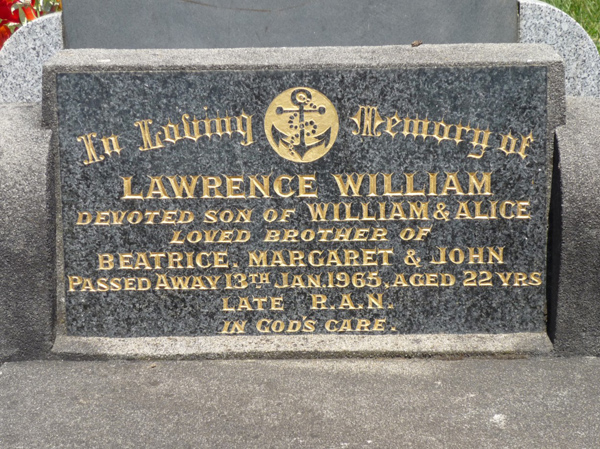 In Loving Memory of
LAWRENCE WILLIAM
DEVOTED SON OF WILLIAM & ALICE
LOVED BROTHER OF
BEATRICE, MARGARET & JOHN
PASSED AWAY 13TH JAN. 1965, AGED 22 YRS
LATE R.A.N.
IN GOD'S CARE.